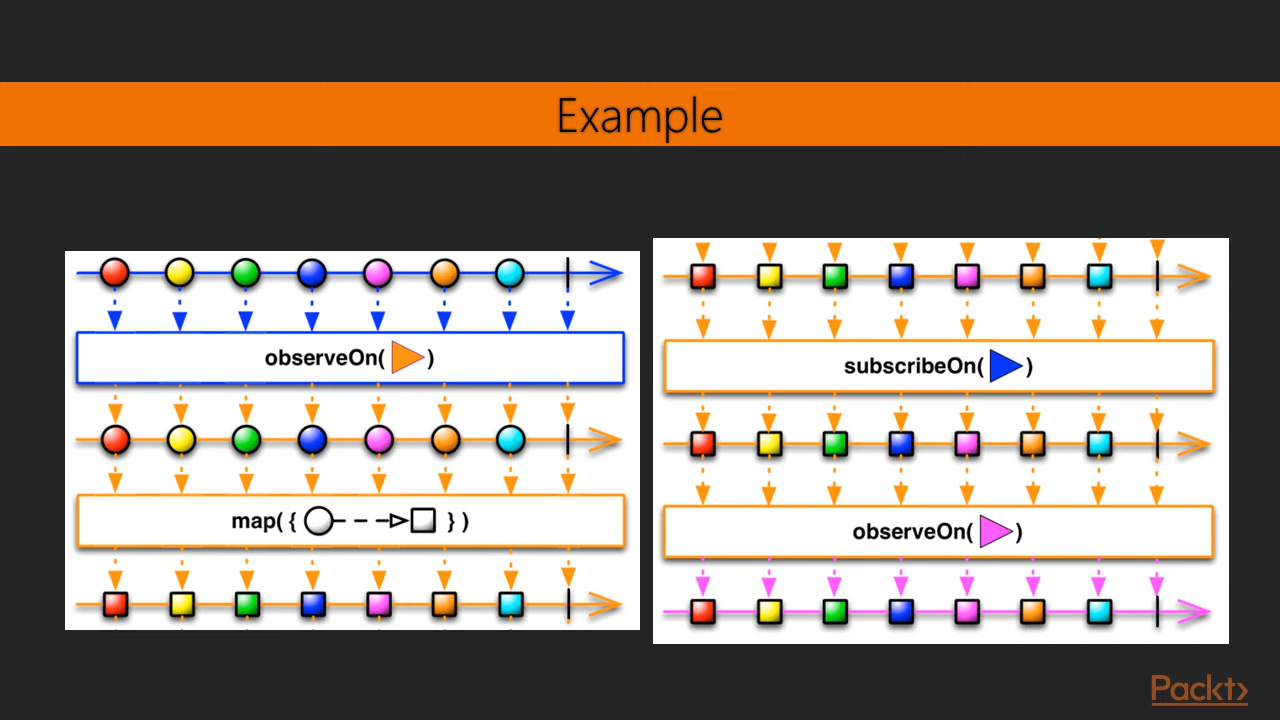 Example
observeOn( )
map( { } )
subscribeOn( )
observeOn( )
Packt>